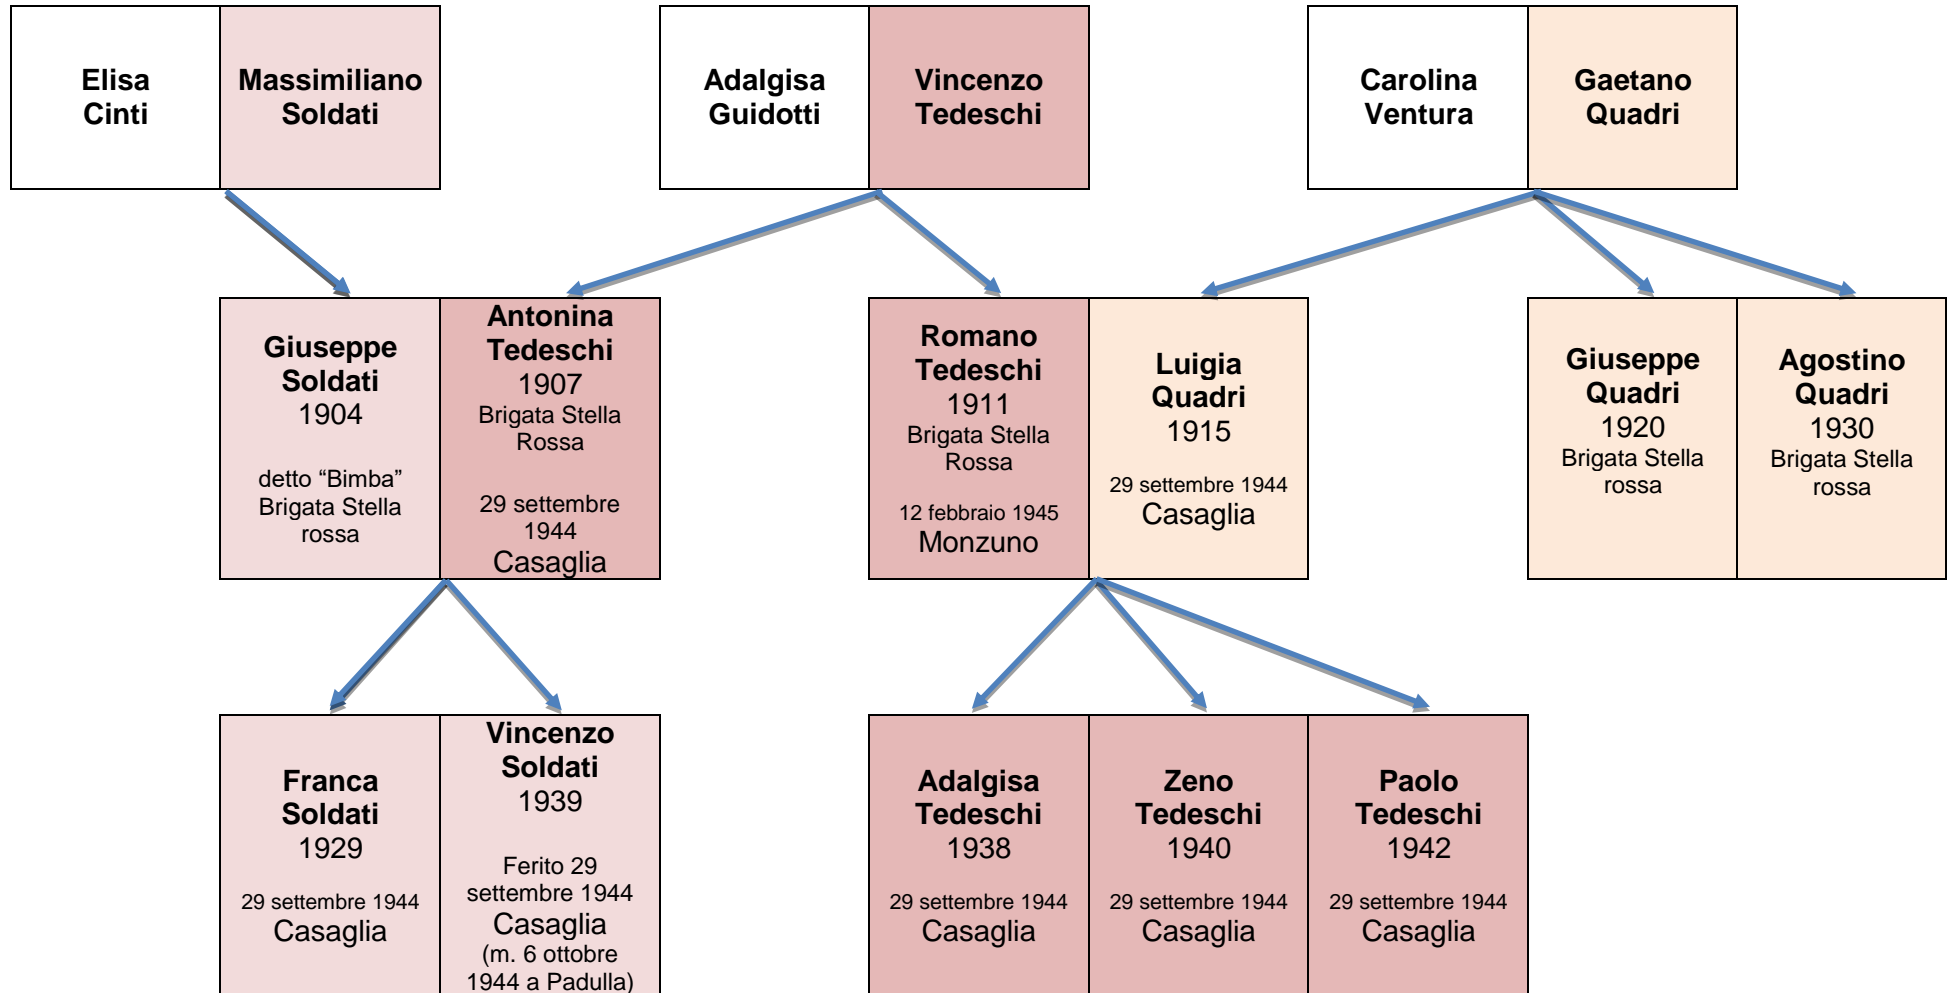 Elisa
Cinti
Massimiliano
Soldati
Adalgisa
Guidotti
Vincenzo
Tedeschi
Carolina
Ventura
Gaetano
Quadri
Giuseppe
Soldati
1904
detto “Bimba”
Brigata Stella
rossa
Antonina
Tedeschi
1907
Brigata Stella
Rossa
29 settembre
1944
Casaglia
Romano
Tedeschi
1911
Brigata Stella
Rossa
12 febbraio 1945
Monzuno
Luigia
Quadri
1915
29 settembre 1944
Casaglia
Giuseppe
Quadri
1920
Brigata Stella
rossa
Agostino
Quadri
1930
Brigata Stella
rossa
Franca
Soldati
1929
29 settembre 1944
Casaglia
Vincenzo
Soldati
1939
Ferito 29
settembre 1944
Casaglia
(m. 6 ottobre
1944 a Padulla)
Adalgisa
Tedeschi
1938
29 settembre 1944
Casaglia
Zeno
Tedeschi
1940
29 settembre 1944
Casaglia
Paolo
Tedeschi
1942
29 settembre 1944
Casaglia